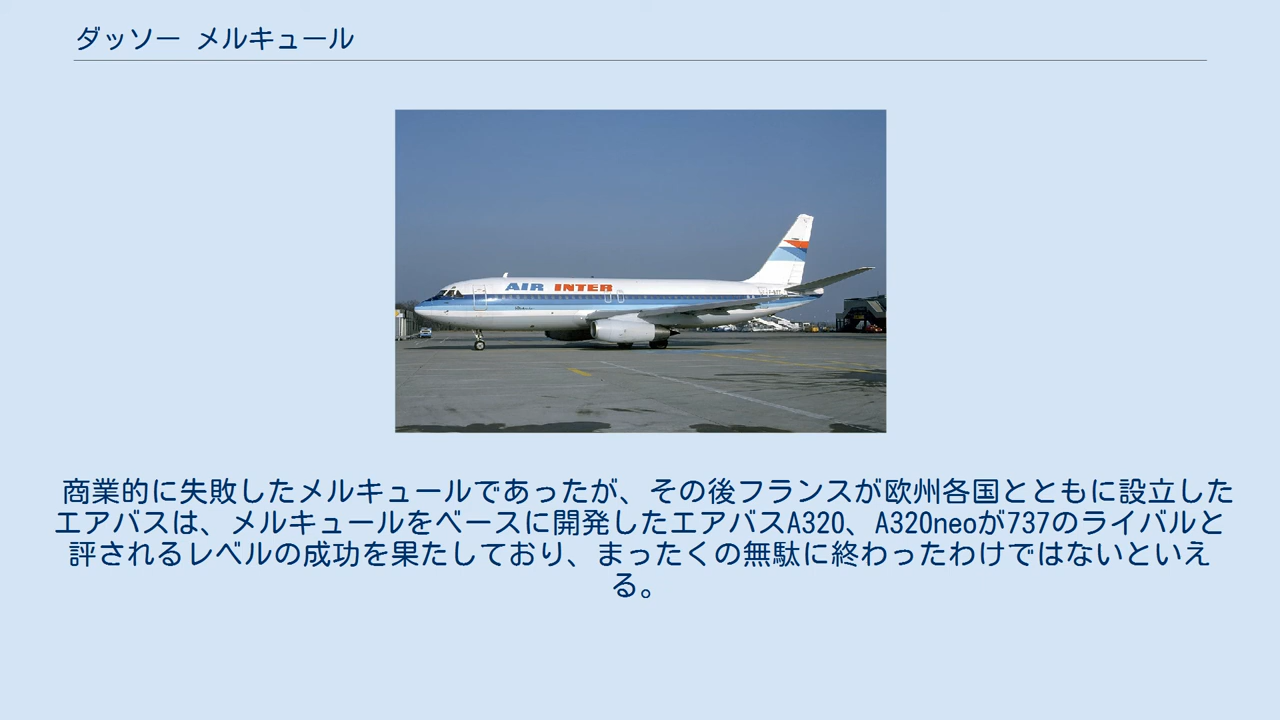 ダッソー メルキュール
AIR INTER
商業的に失敗したメルキュールであったが、その後フランスが欧州各国とともに設立した
エアバスは、メルキュールをベースに開発したエアバスA320、A320neoが737のライバルと
評されるレベルの成功を果たしており、まったくの無駄に終わったわけではないといえ
る。